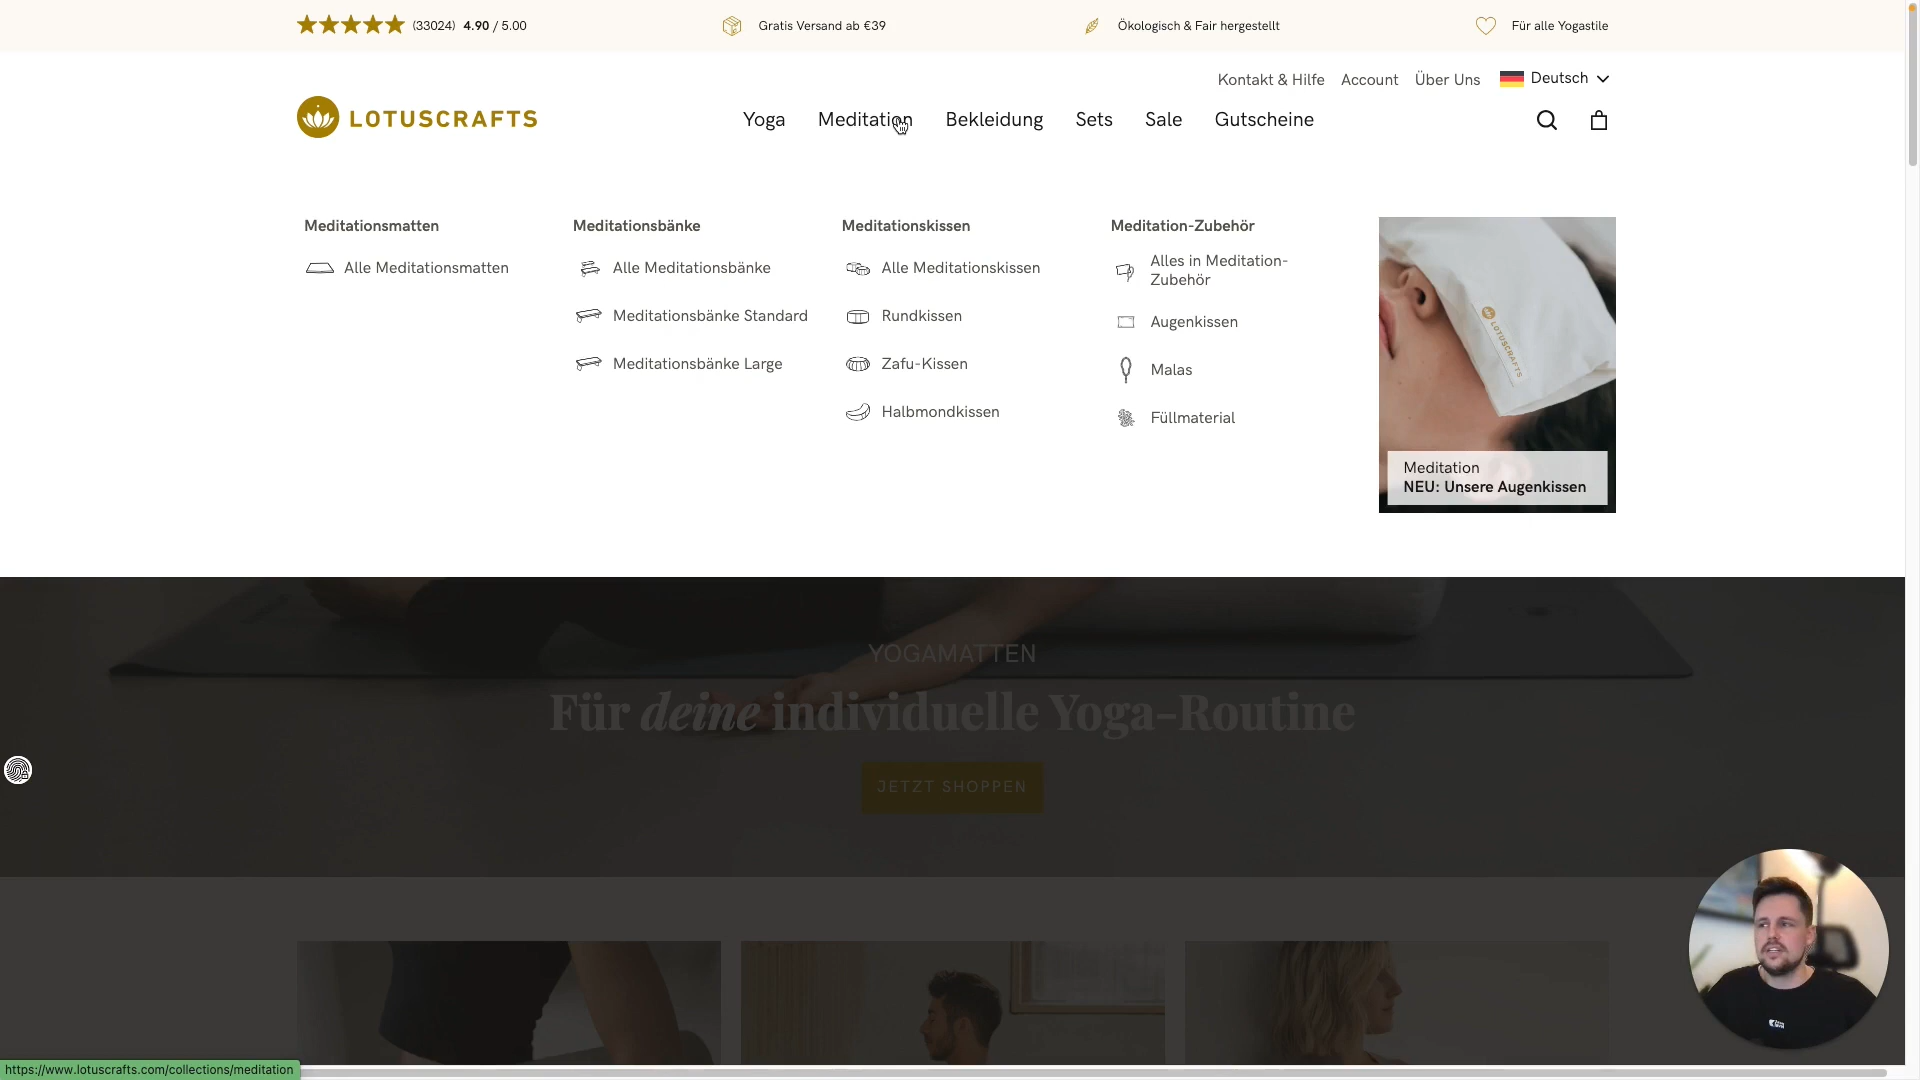 (33024) 4.90 / 5.00
Gratis Versand ab €39
Ökologisch & Fair hergestellt
Für alle Yogastile
Kontakt & Hilfe
Account
Über Uns
Deutsch
LOTUSCRAFTS
Yoga
Meditation
Bekleidung
Sets
Sale
Gutscheine
Meditationsmatten
Alle Meditationsmatten
Meditationsbänke
Alle Meditationsbänke
Meditationsbänke Standard
Meditationsbänke Large
Meditationskissen
Alle Meditationskissen
Rundkissen
Zafu-Kissen
Halbmondkissen
Meditation-Zubehör
Alles in Meditation-
Zubehör
Augenkissen
Malas
Füllmaterial
LOTUSCRAFTS
Meditation
NEU: Unsere Augenkissen
YOGAMATTEN
Für deine individuelle Yoga-Routine
JETZT SHOPPEN
https://www.lotuscrafts.com/collections/meditation